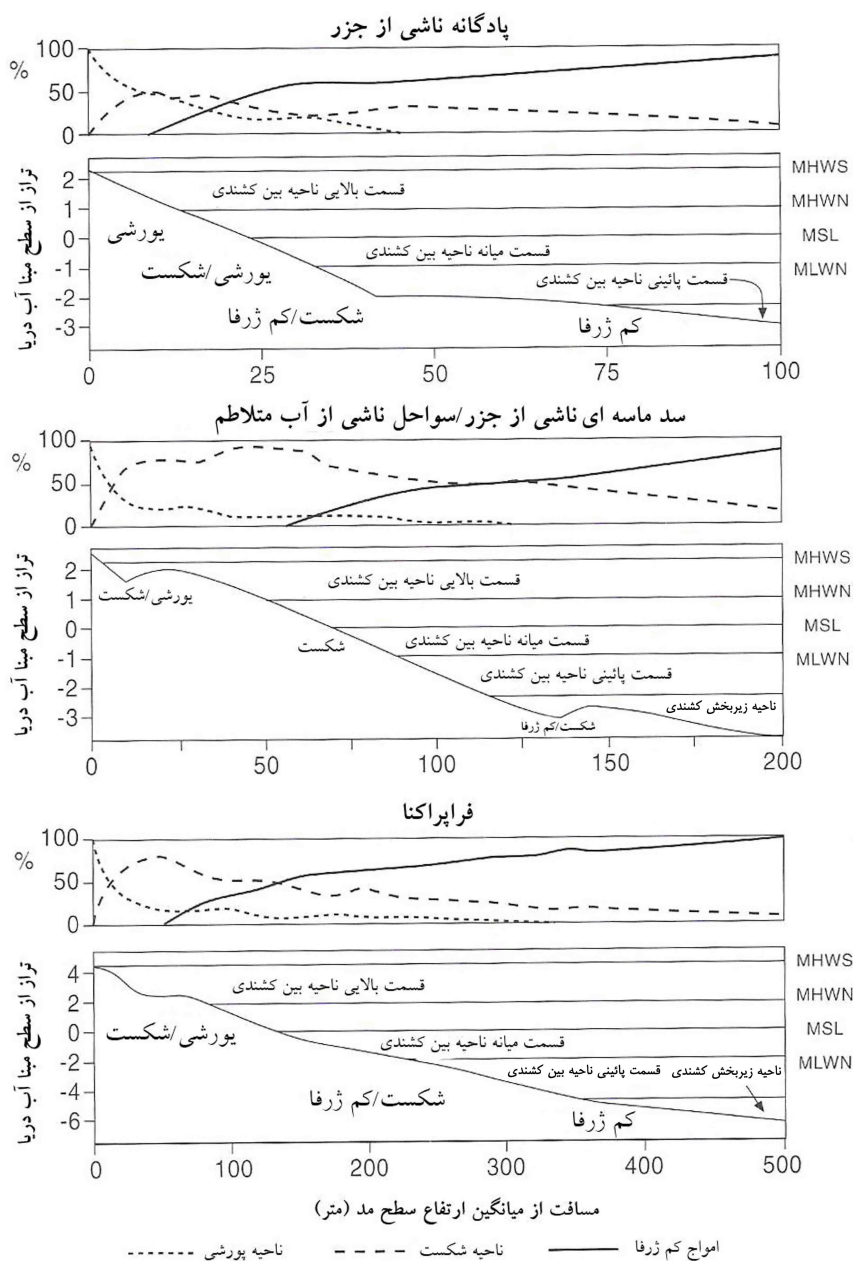 پادگانه ناشی از جزر
100
50
0
%
MHWS
MHWN
MSL
MLWN
2
1
0
-1
-2
-3
تراز از سطح مبنا آب دریا
قسمت بالایی ناحیه بین کشندی
قسمت میانه ناحیه بین کشندی
قسمت پائینی ناحیه بین کشندی
یورشی
یورشی/شکست
شکست/کم ژرفا
کم ژرفا
0 25 50 75 100
سد ماسه ای ناشی از جزر/سواحل ناشی از آب متلاطم
100
50
0
%
MHWS
MHWN
MSL
MLWN
2
1
0
-1
-2
-3
تراز از سطح مبنا آب دریا
قسمت بالایی ناحیه بین کشندی
یورشی/شکست
قسمت میانه ناحیه بین کشندی
شکست
قسمت پائینی ناحیه بین کشندی
ناحیه زیربخش کشندی
شکست/کم ژرفا
0 50 100 150 200
فراپراکنا
100
50
0
%
MHWS
MHWN
MSL
MLWN
4
2
0
-2
-4
-6
تراز از سطح مبنا آب دریا
قسمت بالایی ناحیه بین کشندی
یورشی/شکست
قسمت میانه ناحیه بین کشندی
قسمت پائینی ناحیه بین کشندی
ناحیه زیربخش کشندی
شکست/کم ژرفا
کم ژرفا
0 100 200 300 400 500
مسافت از میانگین ارتفاع سطح مد (متر)
امواج کم ژرفا
ناحیه شکست
ناحیه یورشی